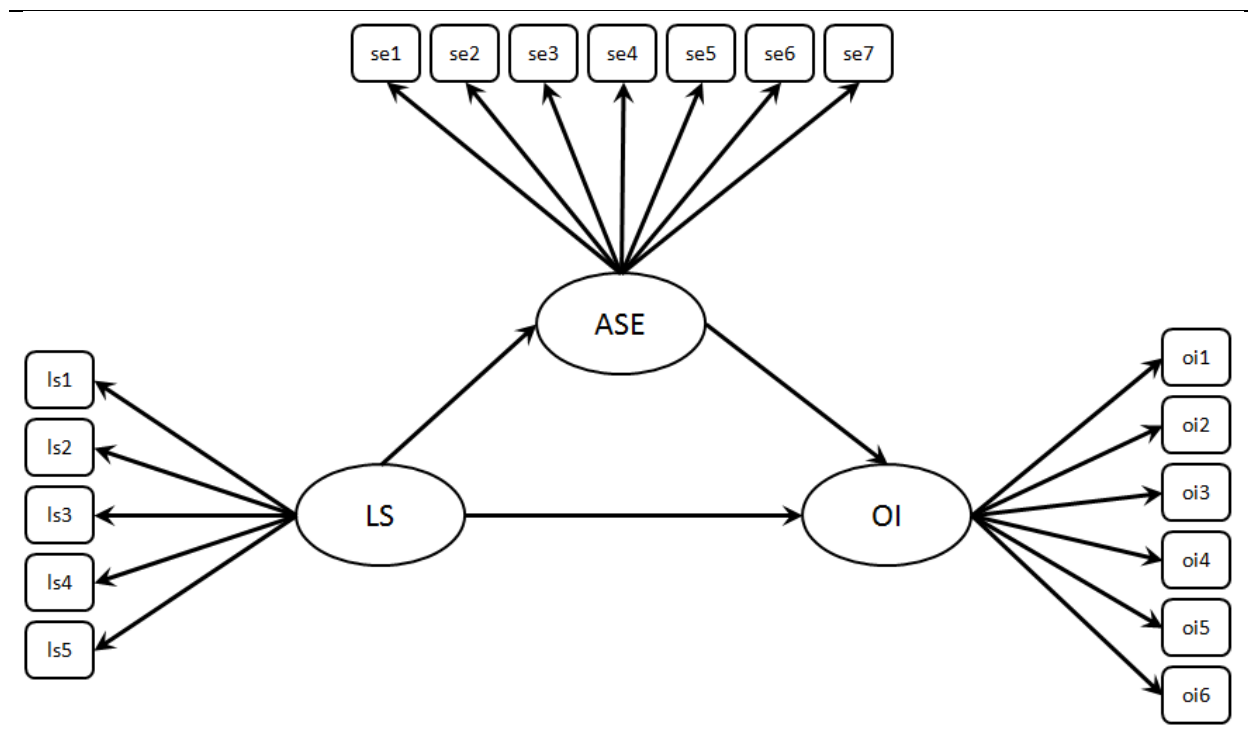 se1 se2 se3 se4 se5 se6 se7
ASE
ls1
ls2
ls3
ls4
ls5
LS
OI
oi1
oi2
oi3
oi4
oi5
oi6